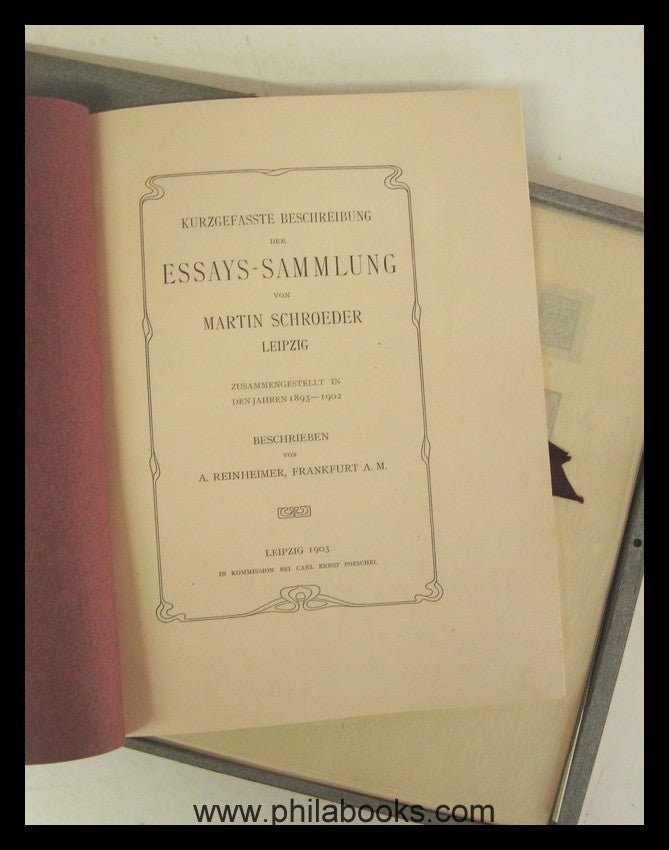 KURZGEFASSTE BESCHREIBUNG
DER
ESSAYS-SAMMLUNG
VON
MARTIN SCHROEDER
LEIPZIG
ZUSAMMENGESTELLT IN
DEN JAHREN 1893—1902
BESCHRIEBEN
VON
A. REINHEIMER, FRANKFURT A. M.
LEIPZIG 1903
IN KOMMISSION BEI CARL ERNST POESCHEL
www.philabooks.com